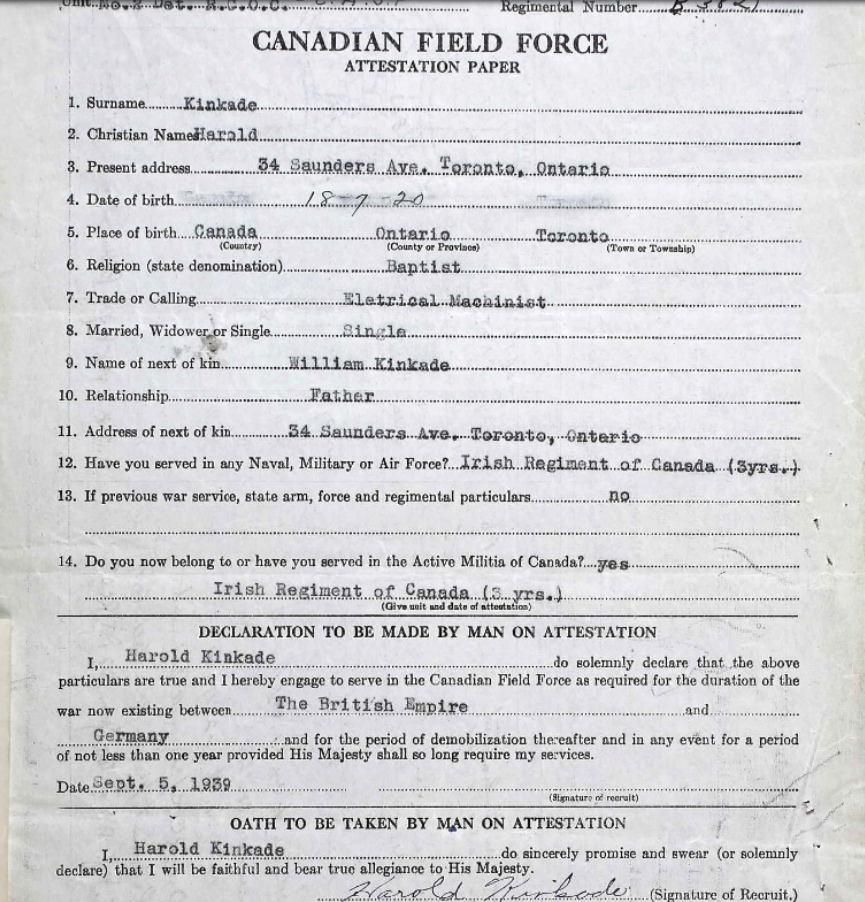 Unit No.2 Det. R.C.O.C. Regimental Number
CANADIAN FIELD FORCE
ATTESTATION PAPER
1. Surname Kinkade
2. Christian Name Harold
3. Present address 34 Saunders Ave. Toronto, Ontario
4. Date of birth 18-7-20
5. Place of birth Canada Ontario Toronto
(Country) (County or Province) (Town or Township)
6. Religion (state denomination) Baptist
7. Trade or Calling Eletrical Machinist
8. Married, Widower or Single Single
9. Name of next of kin William Kinkade
10. Relationship Father
11. Address of next of kin 34 Saunders Ave. Toronto, Ontario
12. Have you served in any Naval, Military or Air Force? Irish Regiment of Canada (3yrs.)
13. If previous war service, state arm, force and regimental particulars no
14. Do you now belong to or have you served in the Active Militia of Canada? yes
Irish Regiment of Canada (3 yrs.)
(Give unit and date of attestation)
DECLARATION TO BE MADE BY MAN ON ATTESTATION
I, Harold Kinkade do solemnly declare that the above
particulars are true and I hereby engage to serve in the Canadian Field Force as required for the duration of the
war now existing between The British Empire and
Germany and for the period of demobilization thereafter and in any event for a period
of not less than one year provided His Majesty shall so long require my services.
Date Sept. 5, 1939
(Signature of recruit)
OATH TO BE TAKEN BY MAN ON ATTESTATION
I, Harold Kinkade do sincerely promise and swear (or solemnly
declare) that I will be faithful and bear true allegiance to His Majesty.
Harold Kinkade (Signature of Recruit.)